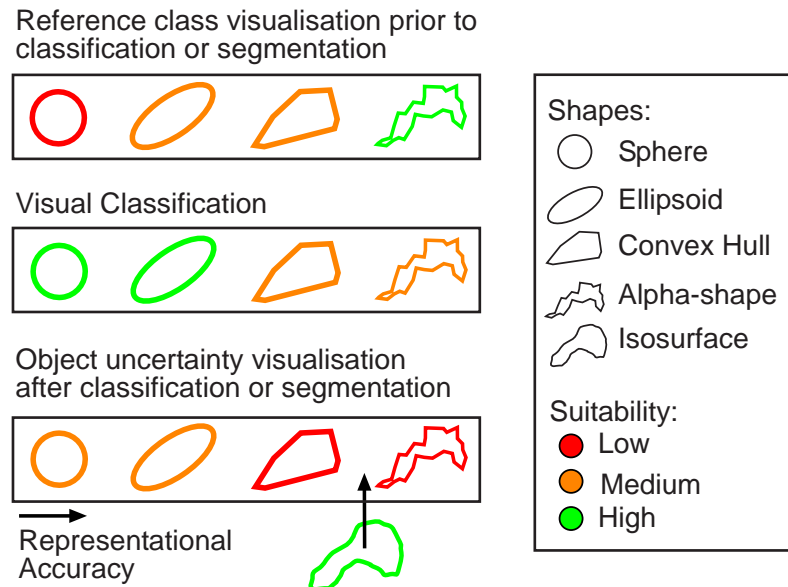 Reference class visualisation prior to
classification or segmentation
Visual Classification
Object uncertainty visualisation
after classification or segmentation
Representational
Accuracy
Shapes:
Sphere
Ellipsoid
Convex Hull
Alpha-shape
Isosurface
Suitability:
Low
Medium
High